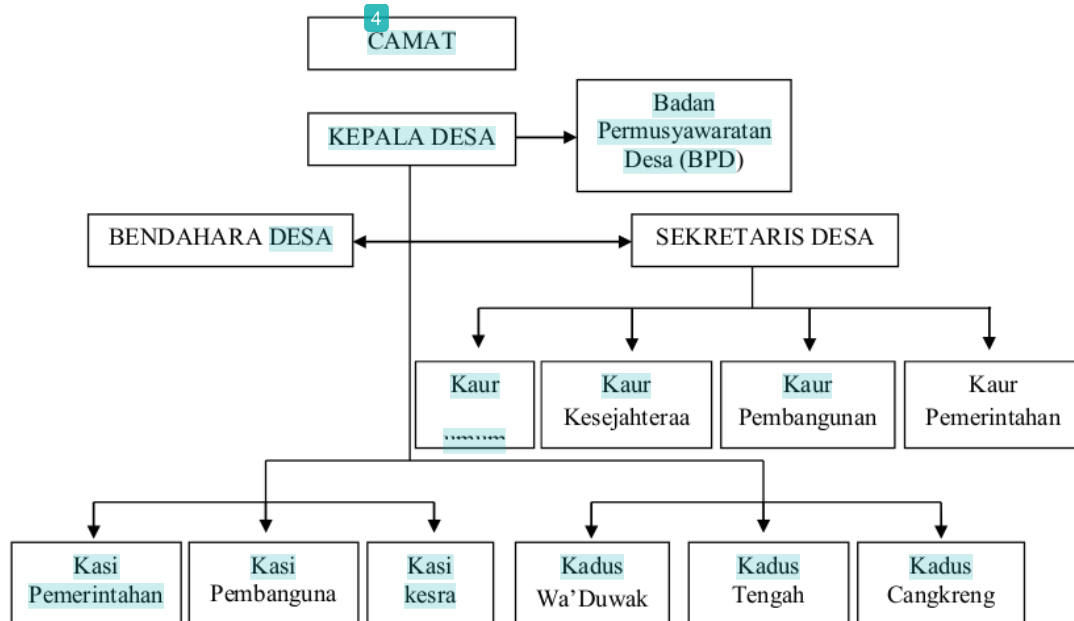 4
CAMAT
KEPALA DESA
Badan
Permusyawaratan
Desa (BPD)
BENDAHARA DESA
SEKRETARIS DESA
Kaur
umum
Kaur
Kesejahteraa
Kaur
Pembangunan
Kaur
Pemerintahan
Kasi
Pemerintahan
Kasi
Pembanguna
Kasi
kesra
Kadus
Wa’Duwak
Kadus
Tengah
Kadus
Cangkreng